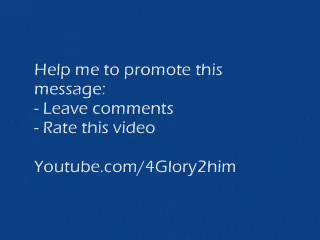 Help me to promote this
message:
- Leave comments
- Rate this video
Youtube.com/4Glory2him